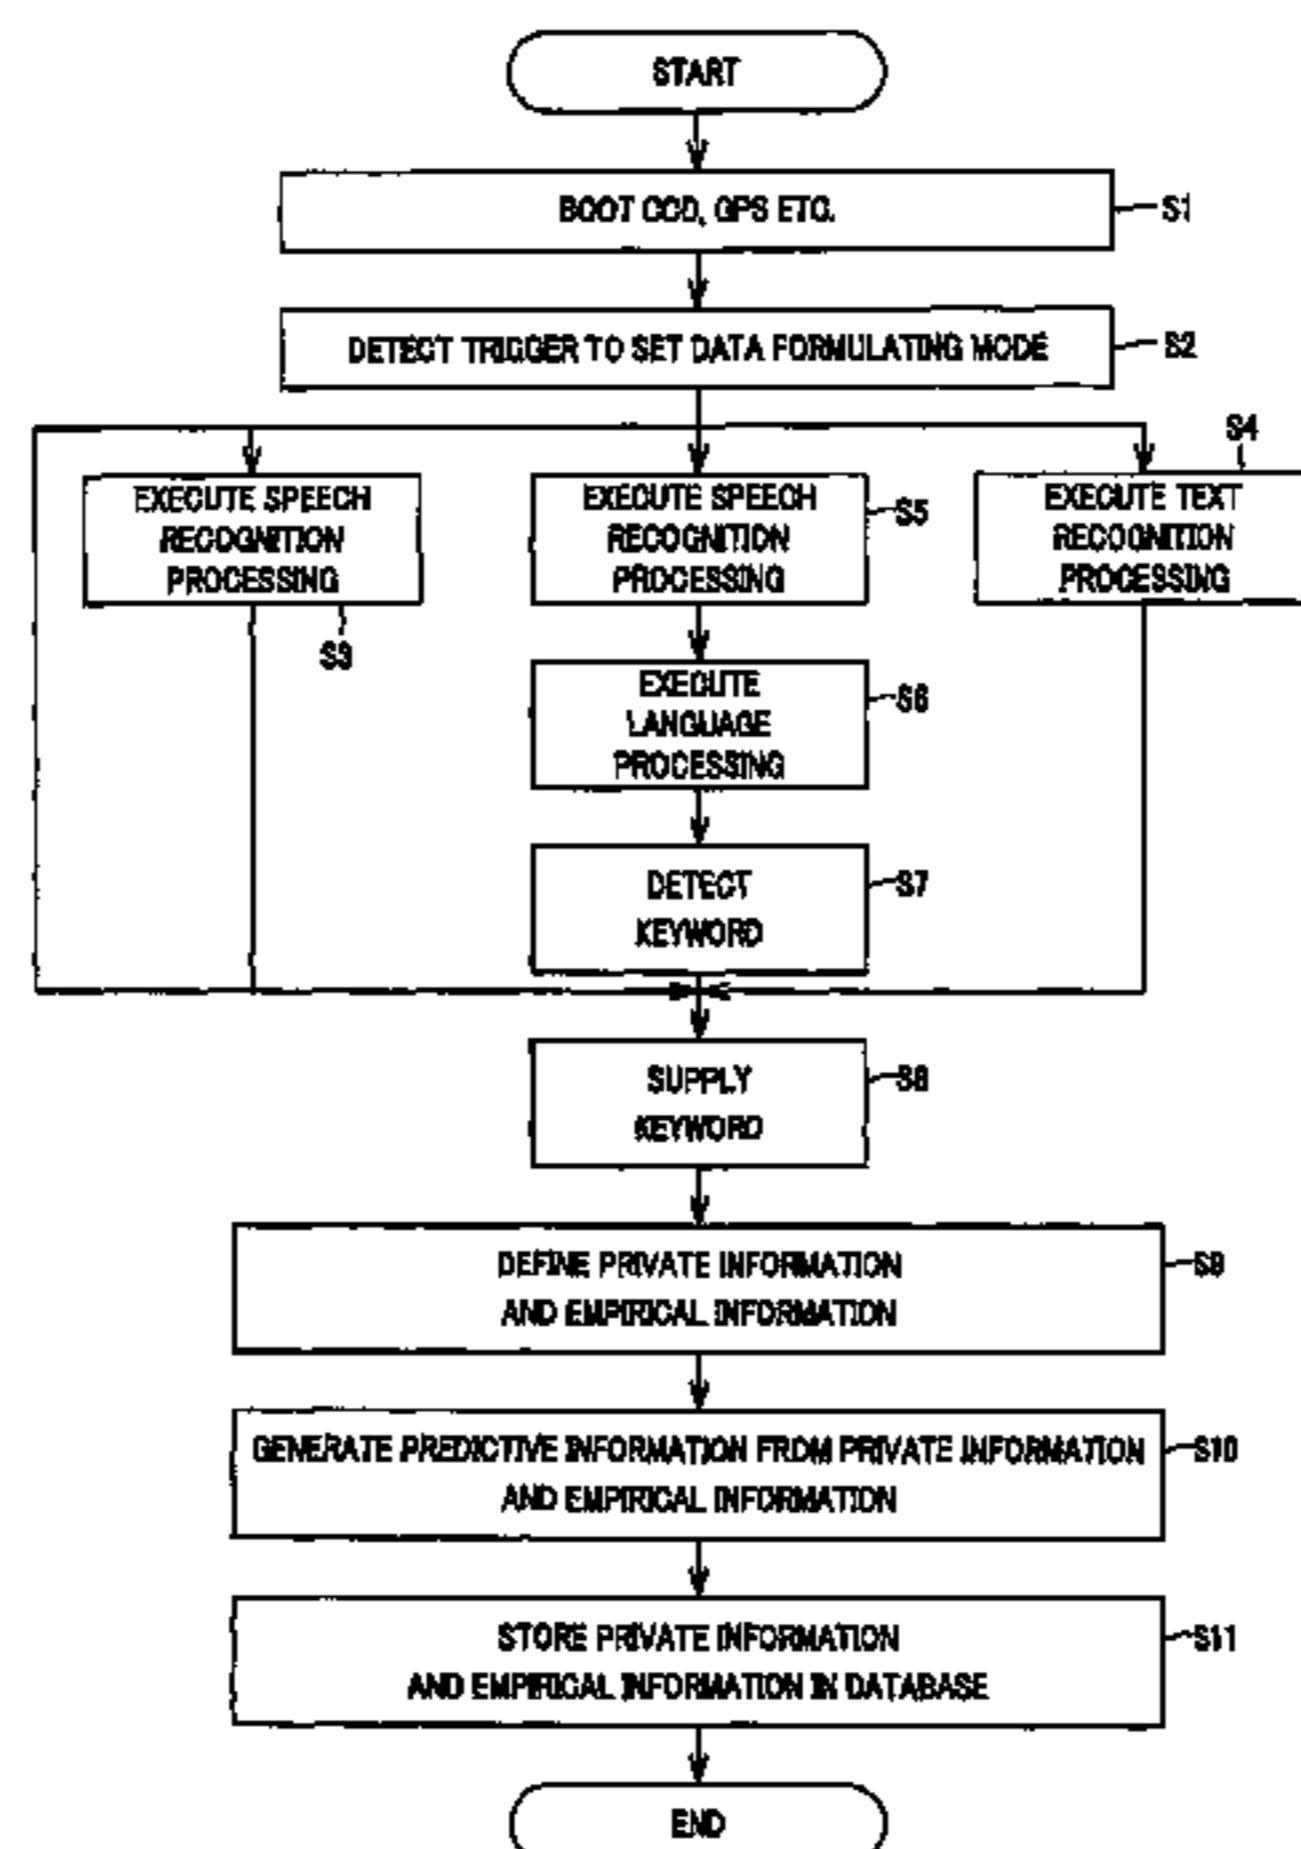 START
BOOT CCD, GPS ETC.
S1
DETECT TRIGGER TO SET DATA FORMULATING MODE
S2
S4
EXECUTE SPEECH
RECOGNITION
PROCESSING
S3
EXECUTE SPEECH
RECOGNITION
PROCESSING
S5
EXECUTE TEXT
RECOGNITION
PROCESSING
EXECUTE
LANGUAGE
PROCESSING
S6
DETECT
KEYWORD
S7
SUPPLY
KEYWORD
S8
DEFINE PRIVATE INFORMATION
AND EMPIRICAL INFORMATION
S9
GENERATE PREDICTIVE INFORMATION FROM PRIVATE INFORMATION
AND EMPIRICAL INFORMATION
S10
STORE PRIVATE INFORMATION
AND EMPIRICAL INFORMATION IN DATABASE
S11
END